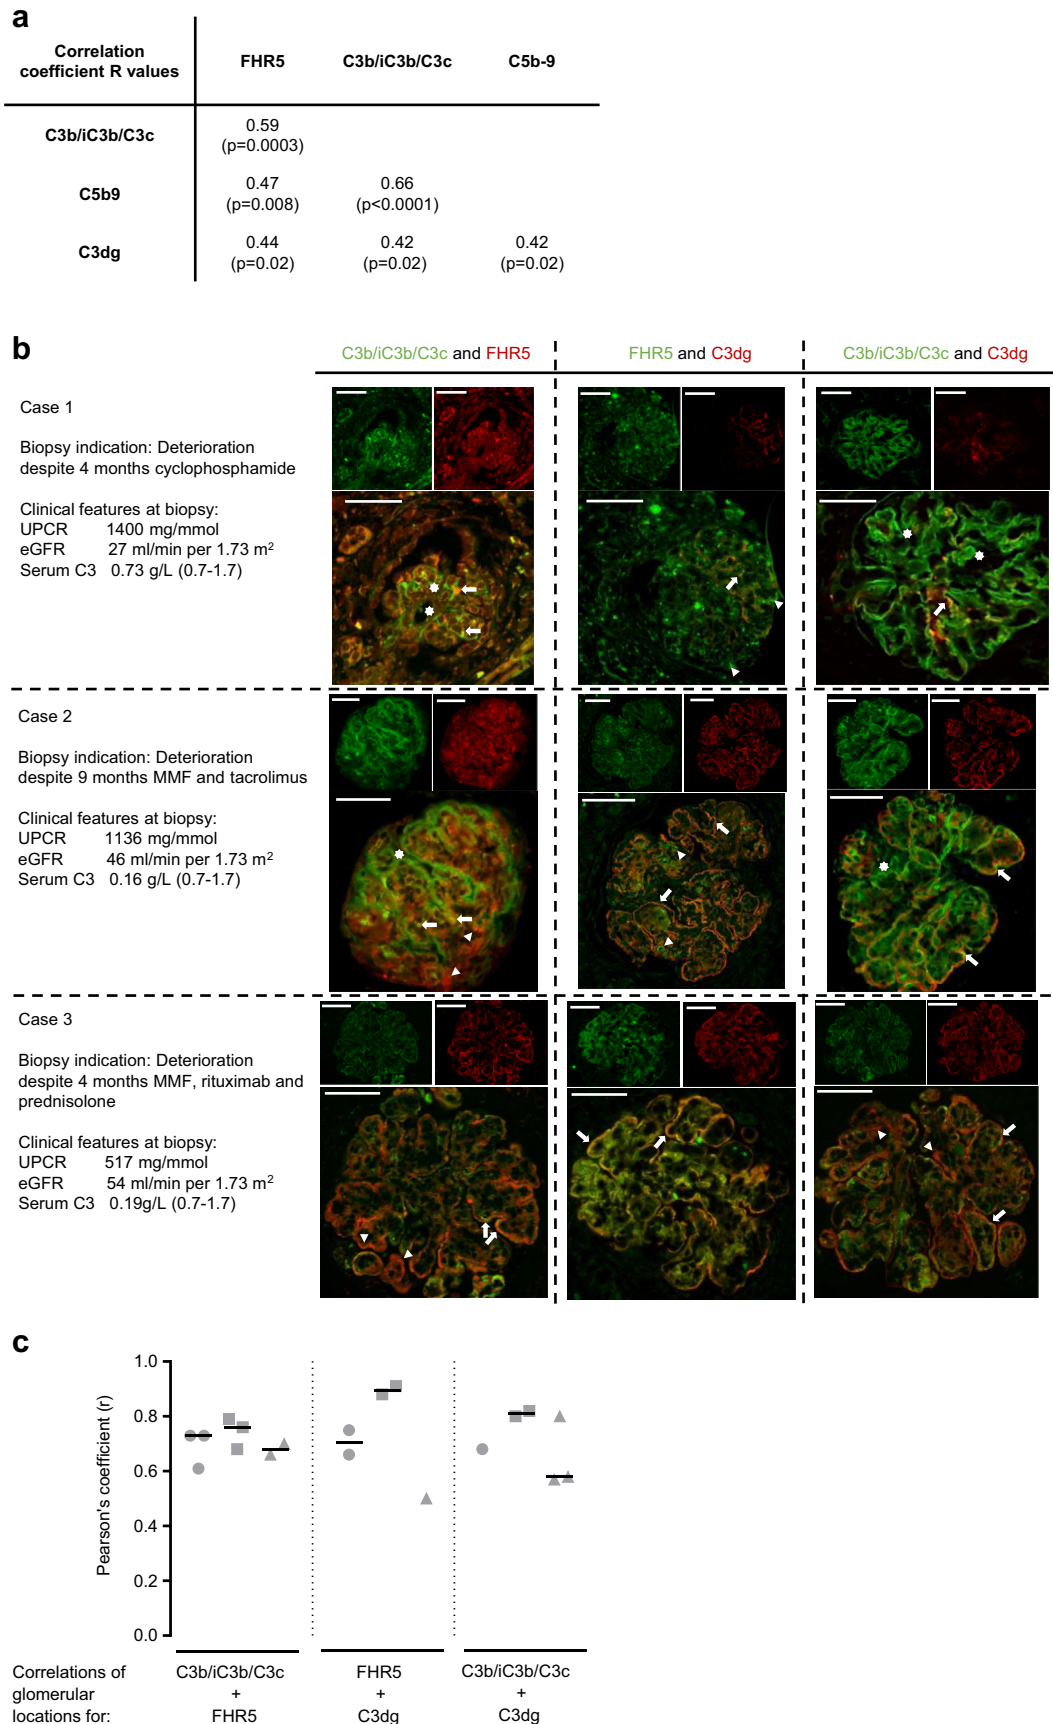 a
Correlation
coefficient R values
FHR5
C3b/iC3b/C3c
C5b-9
C3b/iC3b/C3c
0.59
(p=0.0003)
C5b9
0.47
(p=0.008)
0.66
(p<0.0001)
C3dg
0.44
(p=0.02)
0.42
(p=0.02)
0.42
(p=0.02)
b
C3b/iC3b/C3c and FHR5
FHR5 and C3dg
C3b/iC3b/C3c and C3dg
Case 1
Biopsy indication: Deterioration
despite 4 months cyclophosphamide
Clinical features at biopsy:
UPCR 1400 mg/mmol
eGFR 27 ml/min per 1.73 m²
Serum C3 0.73 g/L (0.7-1.7)
Case 2
Biopsy indication: Deterioration
despite 9 months MMF and tacrolimus
Clinical features at biopsy:
UPCR 1136 mg/mmol
eGFR 46 ml/min per 1.73 m²
Serum C3 0.16 g/L (0.7-1.7)
Case 3
Biopsy indication: Deterioration
despite 4 months MMF, rituximab and
prednisolone
Clinical features at biopsy:
UPCR 517 mg/mmol
eGFR 54 ml/min per 1.73 m²
Serum C3 0.19g/L (0.7-1.7)
c
Pearson's coefficient (r)
1.0
0.8
0.6
0.4
0.2
0.0
Correlations of
glomerular
locations for:
C3b/iC3b/C3c
+
FHR5
FHR5
+
C3dg
C3b/iC3b/C3c
+
C3dg